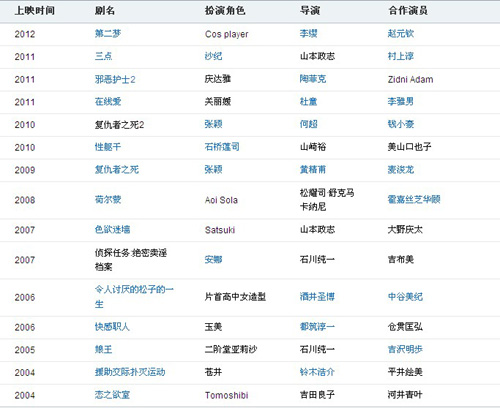 上映时间 剧名 扮演角色 导演 合作演员
2012 第二梦 Cos player 李缨 赵元钦
2011 三点 沙纪 山本政志 村上淳
2011 邪恶护士2 庆达雅 陶菲克 Zidni Adam
2011 在线爱 关丽媛 杜童 李雅男
2010 复仇者之死2 张颖 何超 钱小豪
2010 性躯干 石桥莲司 山崎裕 美山口也子
2009 复仇者之死 张颖 黄精甫 麦浚龙
2008 荷尔蒙 Aoi Sola 松耀司·舒克马 霍嘉丝芝华颐
卡纳尼
2007 色欲迷墙 Satsuki 山本政志 大野庆太
2007 侦探任务:绝密卖淫 安娜 石川纯一 吉布美
档案
2006 令人讨厌的松子的一 片首高中女造型 酒井圣博 中谷美纪
生
2006 快感职人 玉美 都筑淳一 仓贯匡弘
2005 娘王 二阶堂亚莉沙 石川纯一 吉沢明歩
2004 援助交际扑灭运动 苍井 铃木浩介 平井绘美
2004 恋之欲室 Tomoshibi 吉田良子 河井青叶